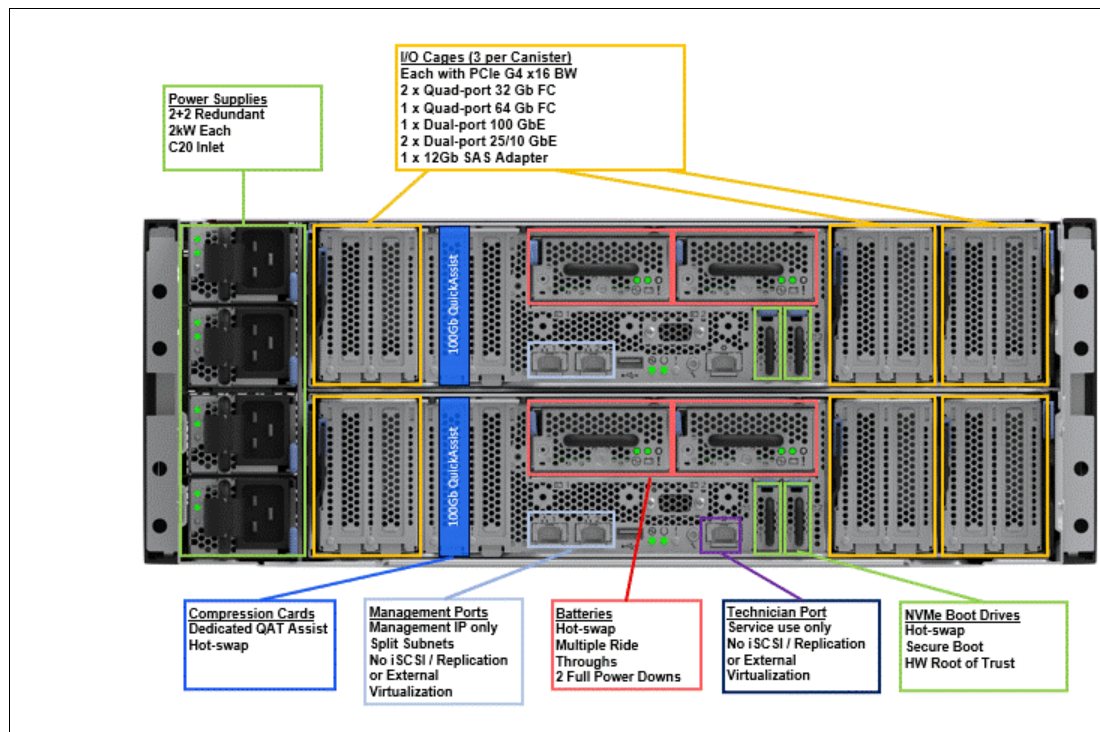 I/O Cages (3 per Canister)
Each with PCIe G4 x16 BW
2 x Quad-port 32 Gb FC
1 x Quad-port 64 Gb FC
1 x Dual-port 100 GbE
2 x Dual-port 25/10 GbE
1 x 12Gb SAS Adapter
Power Supplies
2+2 Redundant
2kW Each
C20 Inlet
100Gb QuickAssist
100Gb QuickAssist
Compression Cards
Dedicated QAT Assist
Hot-swap
Management Ports
Management IP only
Split Subnets
No iSCSI / Replication
or External
Virtualization
Batteries
Hot-swap
Multiple Ride
Throughs
2 Full Power Downs
Technician Port
Service use only
No iSCSI / Replication
or External
Virtualization
NVMe Boot Drives
Hot-swap
Secure Boot
HW Root of Trust